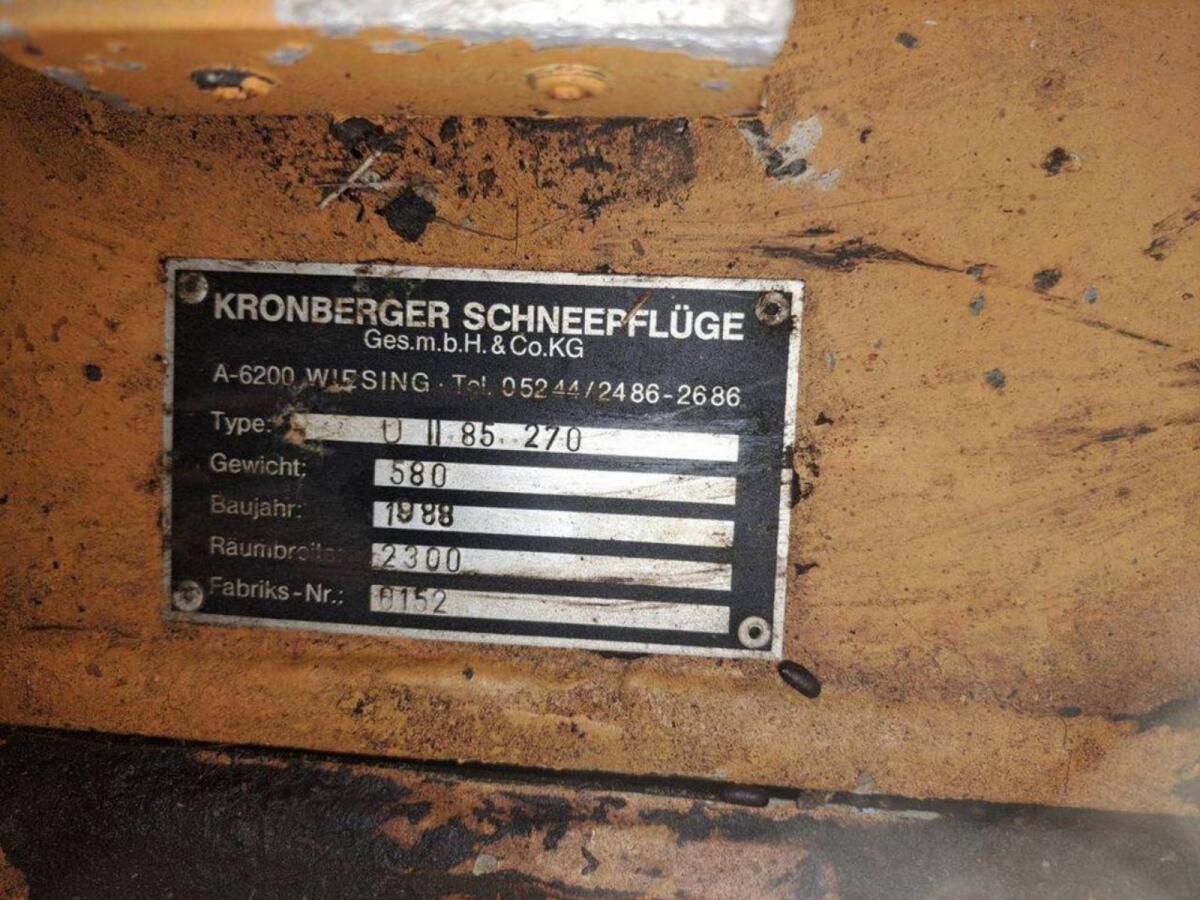 KRONBERGER SCHNEEPFLÜGE
Ges.m.b.H. & Co.KG
A-6200 WIESING · Tel. 05244/2486-2686
Type: U II 85. 270
Gewicht: 580
Baujahr: 1988
Räumbreite: 2300
Fabriks-Nr.: 0152